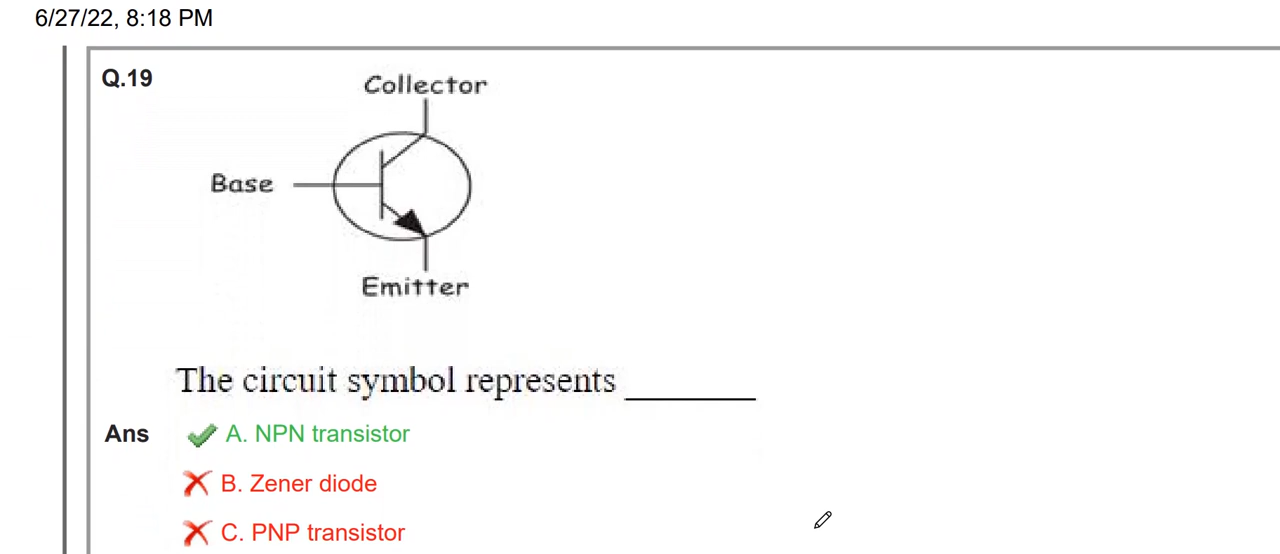 6/27/22, 8:18 PM
Q.19
Collector
Base
Emitter
The circuit symbol represents ________
Ans A. NPN transistor
B. Zener diode
C. PNP transistor